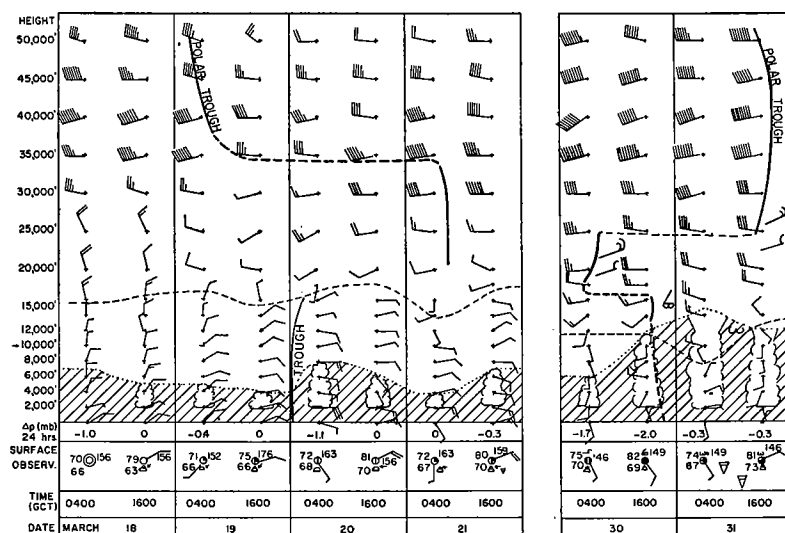 HEIGHT
50,000'
45,000'
40,000'
35,000'
30,000'
25,000'
20,000'
15,000'
12,000'
10,000'
8,000'
6,000'
4,000'
2,000'
POLAR TROUGH
TROUGH
POLAR TROUGH
Δp (mb)
24 hrs
-1.0 0 -0.4 0 -1.1 0 0 -0.3 -1.7 -2.0 -0.3 -0.3
SURFACE
OBSERV.
70 156 79 156 71 152 75 176 72 163 81 156 72 163 80 159 75 146 82 149 74 149 81 146
66 63 66 66 68 70 67 70 70 69 67 73
TIME
(GCT)
0400 1600 0400 1600 0400 1600 0400 1600 0400 1600 0400 1600
DATE MARCH 18 19 20 21 30 31